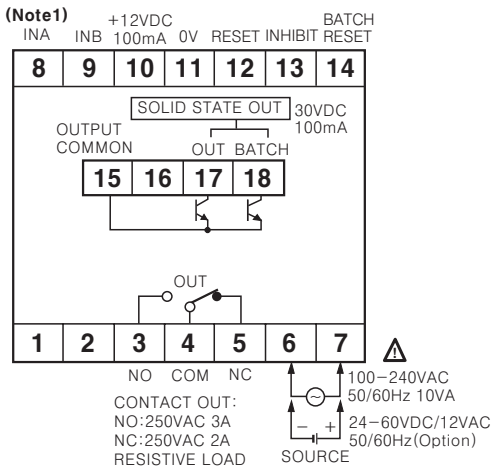 (Note1)
INA
INB
+12VDC
100mA
0V
RESET
INHIBIT
BATCH
RESET
8 9 10 11 12 13 14
SOLID STATE OUT
30VDC
100mA
OUTPUT
COMMON
OUT BATCH
15 16 17 18
OUT
1 2 3 4 5 6 7
NO COM NC
CONTACT OUT:
NO:250VAC 3A
NC:250VAC 2A
RESISTIVE LOAD
100-240VAC
50/60Hz 10VA
- +
24-60VDC/12VAC
50/60Hz(Option)
SOURCE